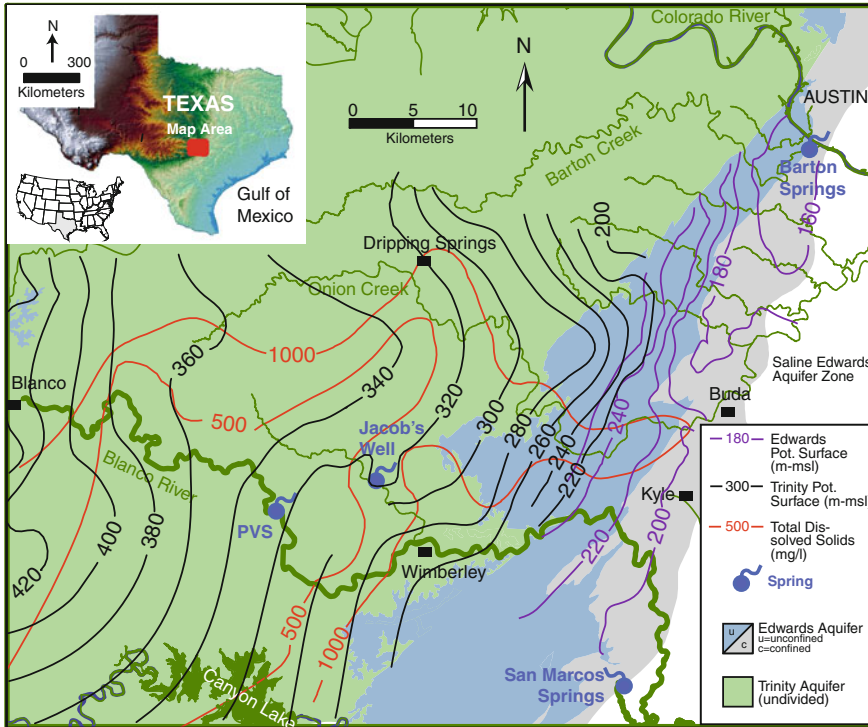 N
0 300
Kilometers
TEXAS
Map Area
Gulf of
Mexico
N
0 5 10
Kilometers
Colorado River
AUSTIN
Barton
Springs
Barton Creek
160
180
200
Dripping Springs
Onion Creek
1000
360
340
500
320
300
280
260
240
220
240
Blanco
Blanco River
Jacob's
Well
PVS
400
380
420
Wimberley
500
1000
Canyon Lake
220
200
San Marcos
Springs
Saline Edwards
Aquifer Zone
Buda
Kyle
180 Edwards
Pot. Surface
(m-msl)
300 Trinity Pot.
Surface (m-msl)
500 Total Dis-
solved Solids
(mg/l)
Spring
u
c
Edwards Aquifer
u=unconfined
c=confined
Trinity Aquifer
(undivided)